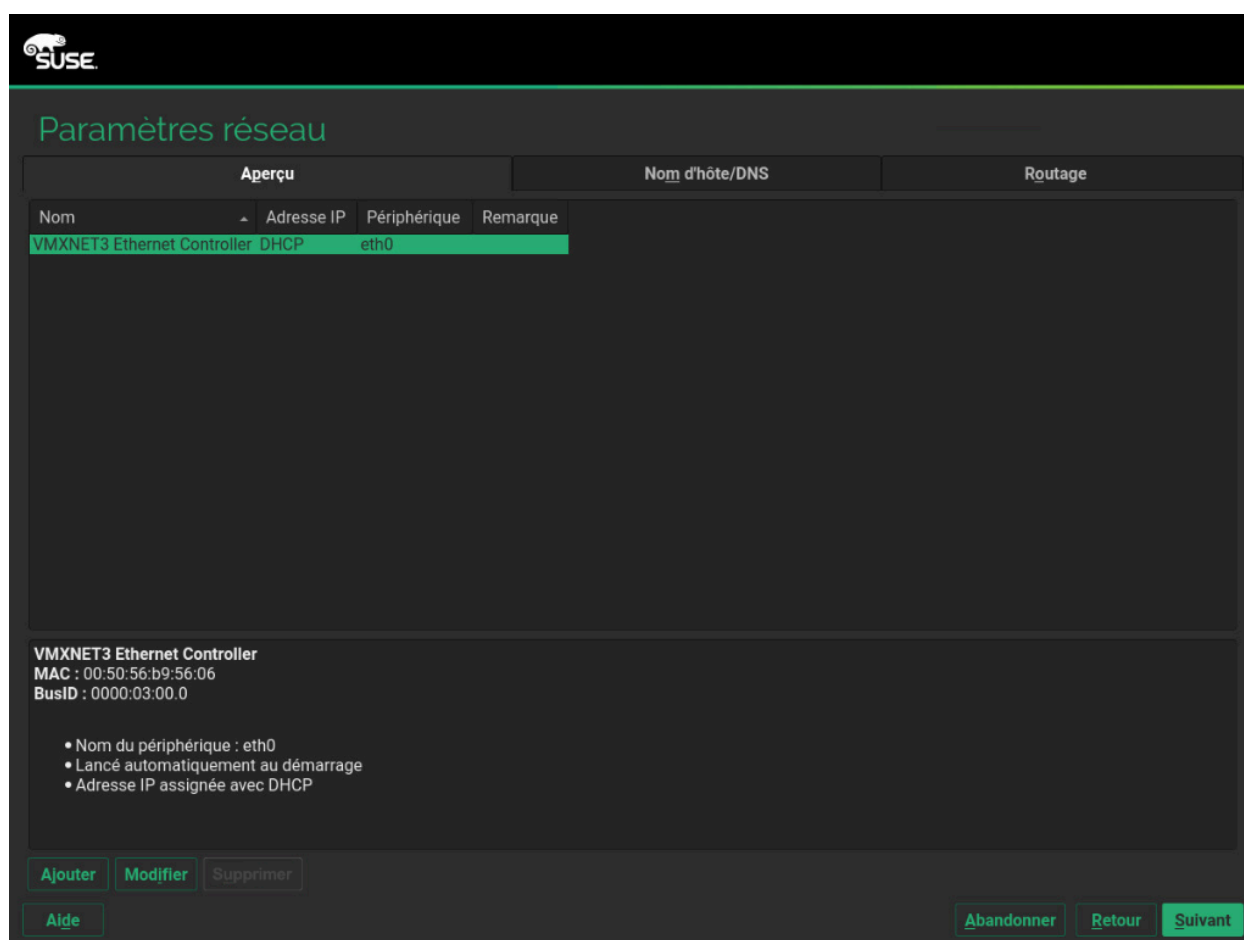 SUSE.
Paramètres réseau
Aperçu Nom d'hôte/DNS Routage
Nom Adresse IP Périphérique Remarque
VMXNET3 Ethernet Controller DHCP eth0
VMXNET3 Ethernet Controller
MAC : 00:50:56:b9:56:06
BusID : 0000:03:00.0
• Nom du périphérique : eth0
• Lancé automatiquement au démarrage
• Adresse IP assignée avec DHCP
Ajouter Modifier Supprimer
Aide Abandonner Retour Suivant